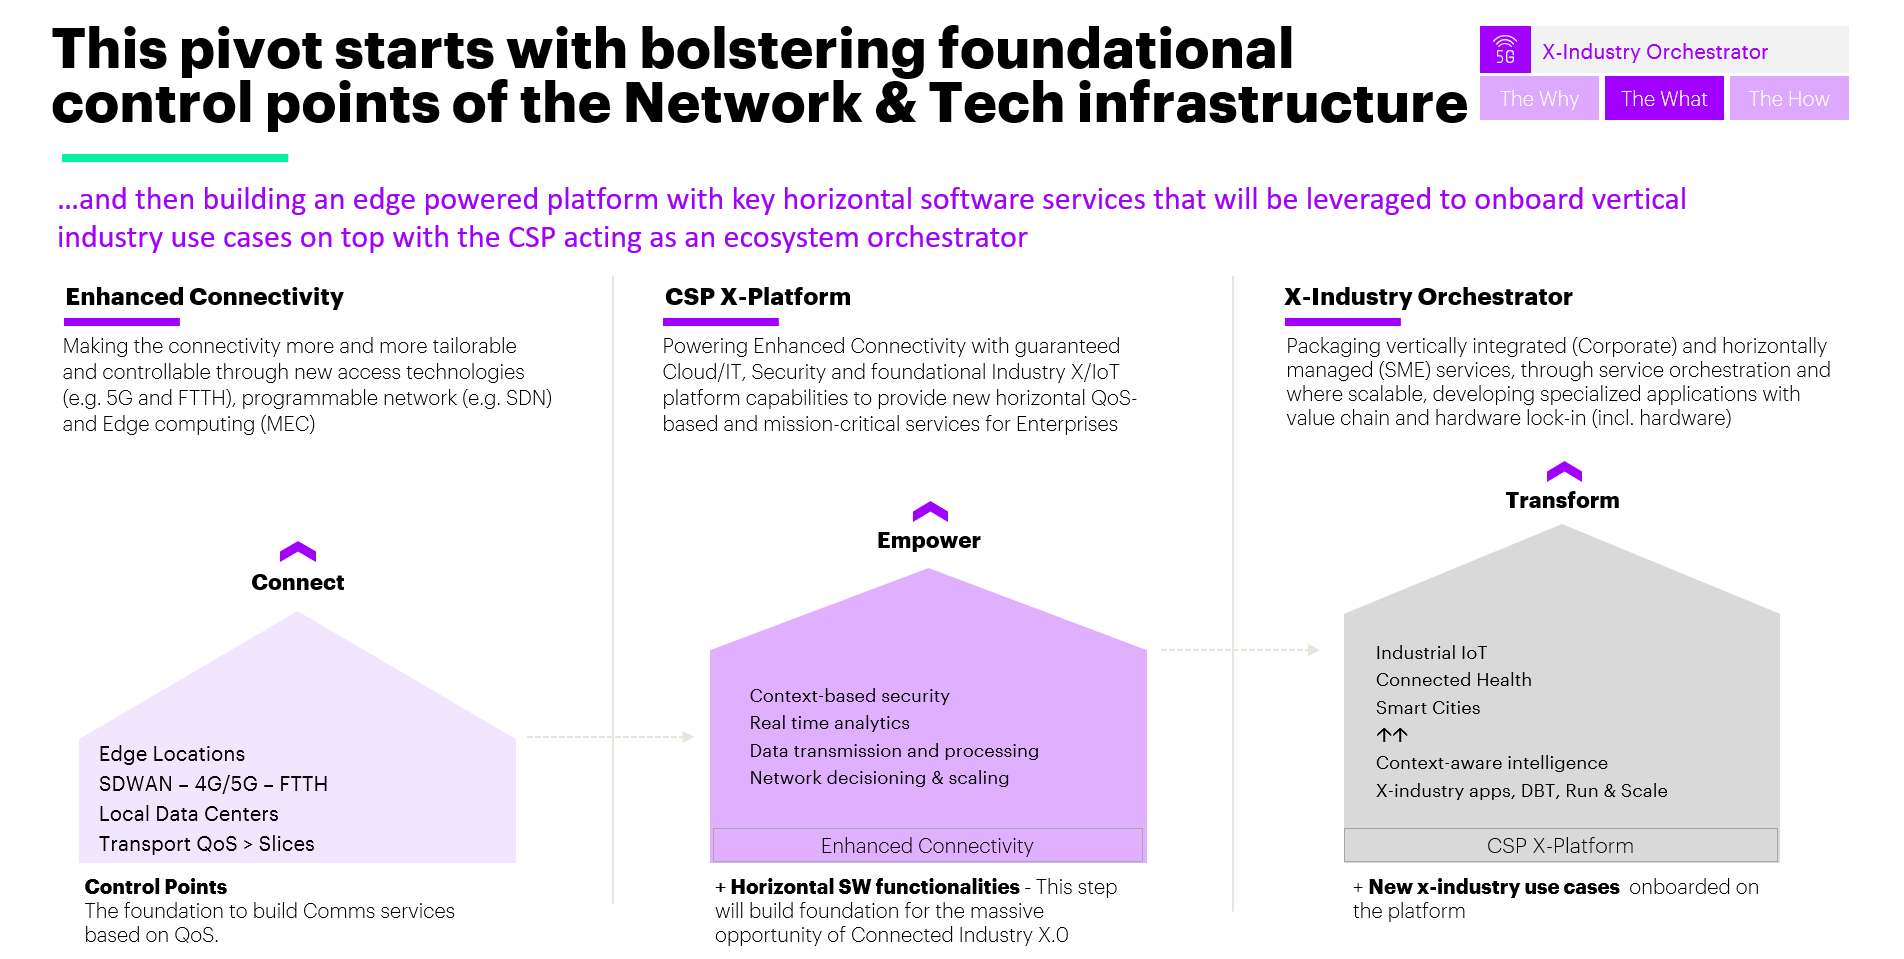 This pivot starts with bolstering foundational
control points of the Network & Tech infrastructure
5G
X-Industry Orchestrator
The Why
The What
The How
...and then building an edge powered platform with key horizontal software services that will be leveraged to onboard vertical
industry use cases on top with the CSP acting as an ecosystem orchestrator
Enhanced Connectivity
Making the connectivity more and more tailorable
and controllable through new access technologies
(e.g. 5G and FTTH), programmable network (e.g. SDN)
and Edge computing (MEC)
Connect
Edge Locations
SDWAN – 4G/5G – FTTH
Local Data Centers
Transport QoS > Slices
Control Points
The foundation to build Comms services
based on QoS.
CSP X-Platform
Powering Enhanced Connectivity with guaranteed
Cloud/IT, Security and foundational Industry X/IoT
platform capabilities to provide new horizontal QoS-
based and mission-critical services for Enterprises
Empower
Context-based security
Real time analytics
Data transmission and processing
Network decisioning & scaling
Enhanced Connectivity
+ Horizontal SW functionalities - This step
will build foundation for the massive
opportunity of Connected Industry X.0
X-Industry Orchestrator
Packaging vertically integrated (Corporate) and horizontally
managed (SME) services, through service orchestration and
where scalable, developing specialized applications with
value chain and hardware lock-in (incl. hardware)
Transform
Industrial IoT
Connected Health
Smart Cities
↑↑
Context-aware intelligence
X-industry apps, DBT, Run & Scale
CSP X-Platform
+ New x-industry use cases onboarded on
the platform